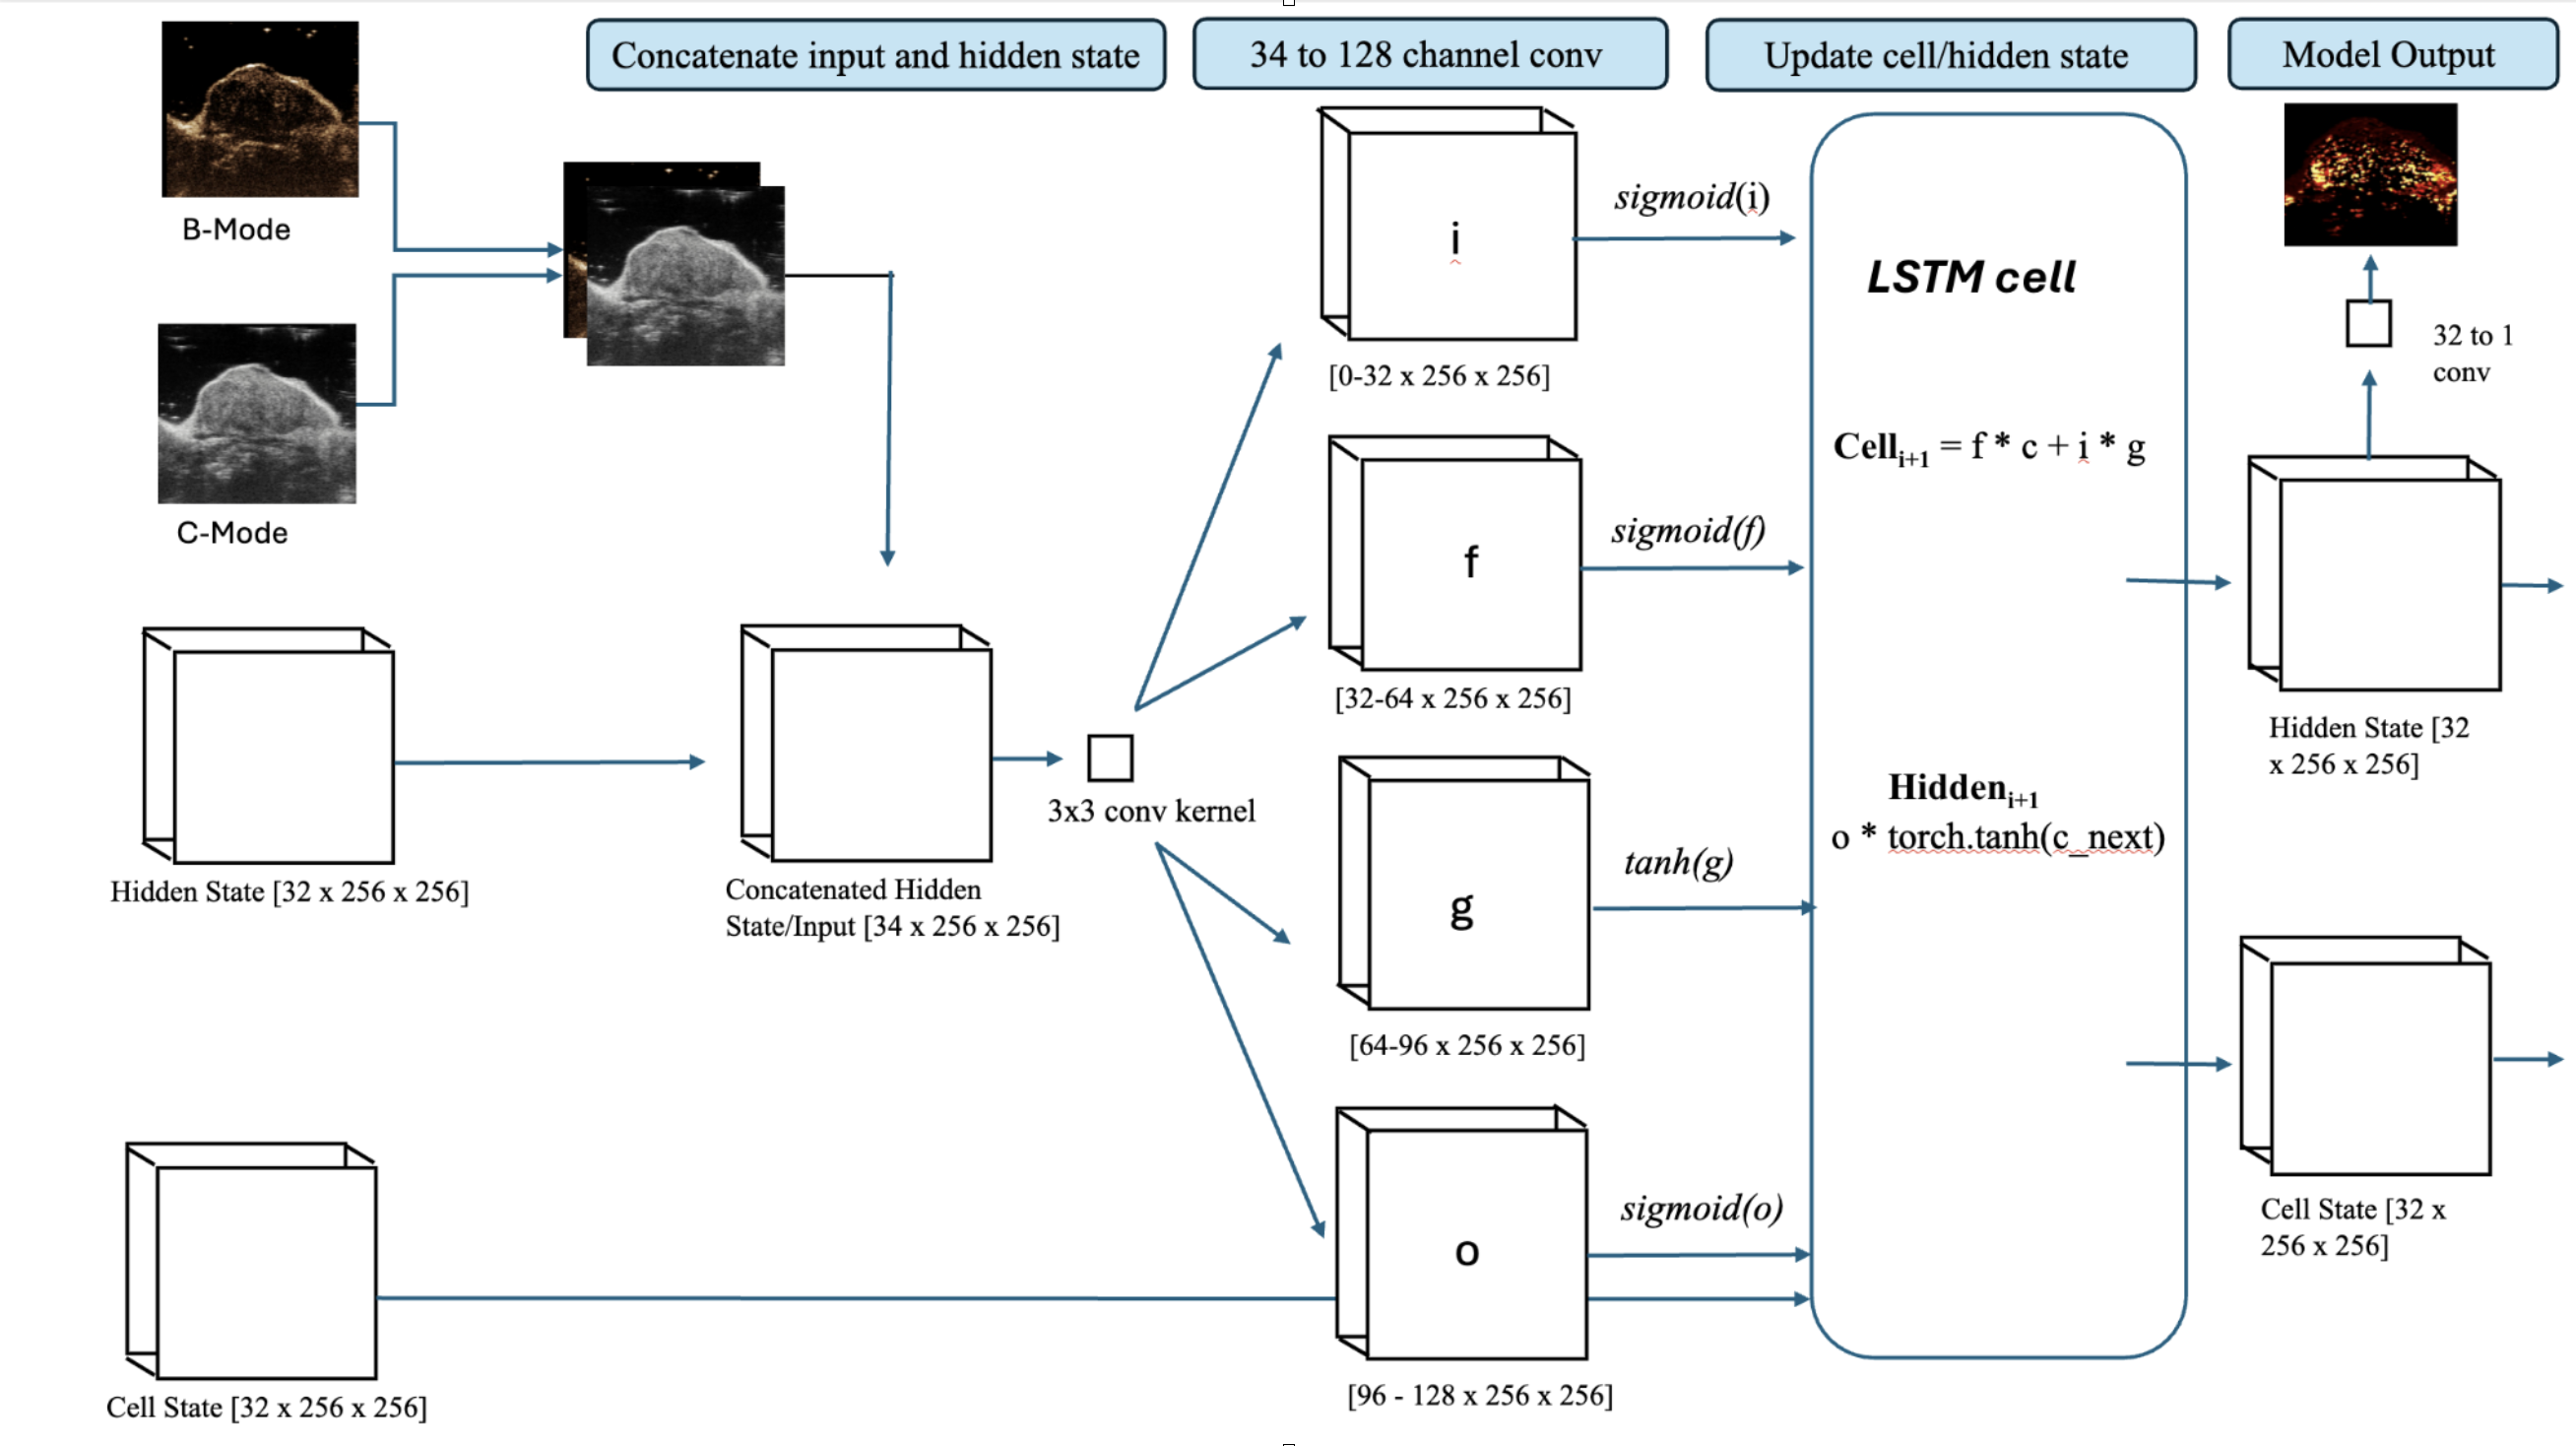 Concatenate input and hidden state
34 to 128 channel conv
Update cell/hidden state
Model Output
B-Mode
C-Mode
Hidden State [32 x 256 x 256]
Cell State [32 x 256 x 256]
Concatenated Hidden
State/Input [34 x 256 x 256]
3x3 conv kernel
i
[0-32 x 256 x 256]
f
[32-64 x 256 x 256]
g
[64-96 x 256 x 256]
o
[96 - 128 x 256 x 256]
sigmoid(i)
sigmoid(f)
tanh(g)
sigmoid(o)
LSTM cell
Cell i+1 = f * c + i * g
Hidden i+1
o * torch.tanh(c_next)
32 to 1
conv
Hidden State [32
x 256 x 256]
Cell State [32 x
256 x 256]